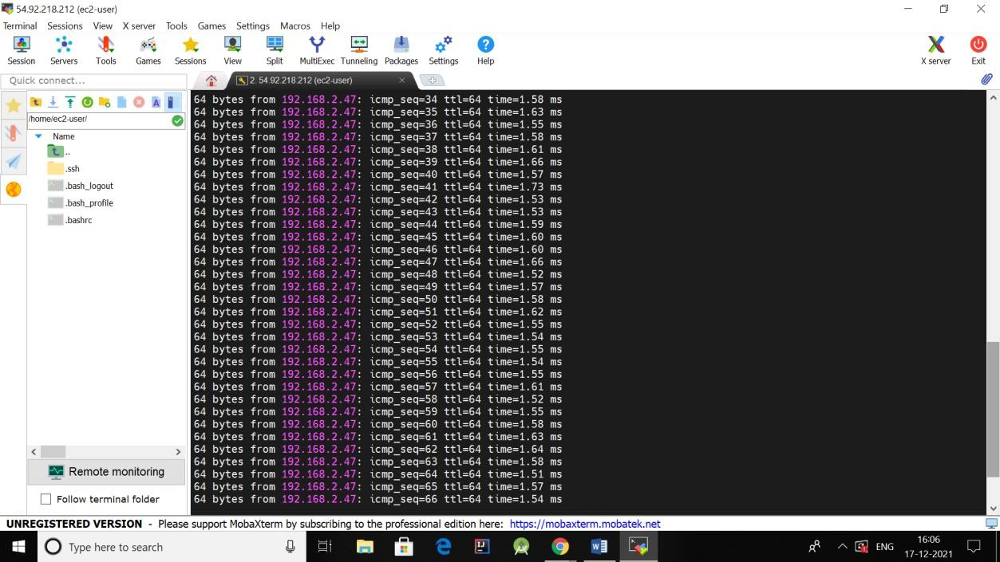 54.92.218.212 (ec2-user)
Terminal Sessions View X server Tools Games Settings Macros Help
Session Servers Tools Games Sessions View Split MultiExec Tunneling Packages Settings Help X server Exit
Quick connect...
2. 54.92.218.212 (ec2-user)
/home/ec2-user/
Name
..
.ssh
.bash_logout
.bash_profile
.bashrc
Remote monitoring
Follow terminal folder
64 bytes from 192.168.2.47: icmp_seq=34 ttl=64 time=1.58 ms
64 bytes from 192.168.2.47: icmp_seq=35 ttl=64 time=1.63 ms
64 bytes from 192.168.2.47: icmp_seq=36 ttl=64 time=1.55 ms
64 bytes from 192.168.2.47: icmp_seq=37 ttl=64 time=1.58 ms
64 bytes from 192.168.2.47: icmp_seq=38 ttl=64 time=1.61 ms
64 bytes from 192.168.2.47: icmp_seq=39 ttl=64 time=1.66 ms
64 bytes from 192.168.2.47: icmp_seq=40 ttl=64 time=1.57 ms
64 bytes from 192.168.2.47: icmp_seq=41 ttl=64 time=1.73 ms
64 bytes from 192.168.2.47: icmp_seq=42 ttl=64 time=1.53 ms
64 bytes from 192.168.2.47: icmp_seq=43 ttl=64 time=1.53 ms
64 bytes from 192.168.2.47: icmp_seq=44 ttl=64 time=1.59 ms
64 bytes from 192.168.2.47: icmp_seq=45 ttl=64 time=1.60 ms
64 bytes from 192.168.2.47: icmp_seq=46 ttl=64 time=1.60 ms
64 bytes from 192.168.2.47: icmp_seq=47 ttl=64 time=1.66 ms
64 bytes from 192.168.2.47: icmp_seq=48 ttl=64 time=1.52 ms
64 bytes from 192.168.2.47: icmp_seq=49 ttl=64 time=1.57 ms
64 bytes from 192.168.2.47: icmp_seq=50 ttl=64 time=1.58 ms
64 bytes from 192.168.2.47: icmp_seq=51 ttl=64 time=1.62 ms
64 bytes from 192.168.2.47: icmp_seq=52 ttl=64 time=1.55 ms
64 bytes from 192.168.2.47: icmp_seq=53 ttl=64 time=1.54 ms
64 bytes from 192.168.2.47: icmp_seq=54 ttl=64 time=1.55 ms
64 bytes from 192.168.2.47: icmp_seq=55 ttl=64 time=1.54 ms
64 bytes from 192.168.2.47: icmp_seq=56 ttl=64 time=1.55 ms
64 bytes from 192.168.2.47: icmp_seq=57 ttl=64 time=1.61 ms
64 bytes from 192.168.2.47: icmp_seq=58 ttl=64 time=1.52 ms
64 bytes from 192.168.2.47: icmp_seq=59 ttl=64 time=1.55 ms
64 bytes from 192.168.2.47: icmp_seq=60 ttl=64 time=1.58 ms
64 bytes from 192.168.2.47: icmp_seq=61 ttl=64 time=1.63 ms
64 bytes from 192.168.2.47: icmp_seq=62 ttl=64 time=1.64 ms
64 bytes from 192.168.2.47: icmp_seq=63 ttl=64 time=1.58 ms
64 bytes from 192.168.2.47: icmp_seq=64 ttl=64 time=1.51 ms
64 bytes from 192.168.2.47: icmp_seq=65 ttl=64 time=1.57 ms
64 bytes from 192.168.2.47: icmp_seq=66 ttl=64 time=1.54 ms
UNREGISTERED VERSION - Please support MobaXterm by subscribing to the professional edition here: https://mobaxterm.mobatek.net
Type here to search
ENG
16:06
17-12-2021